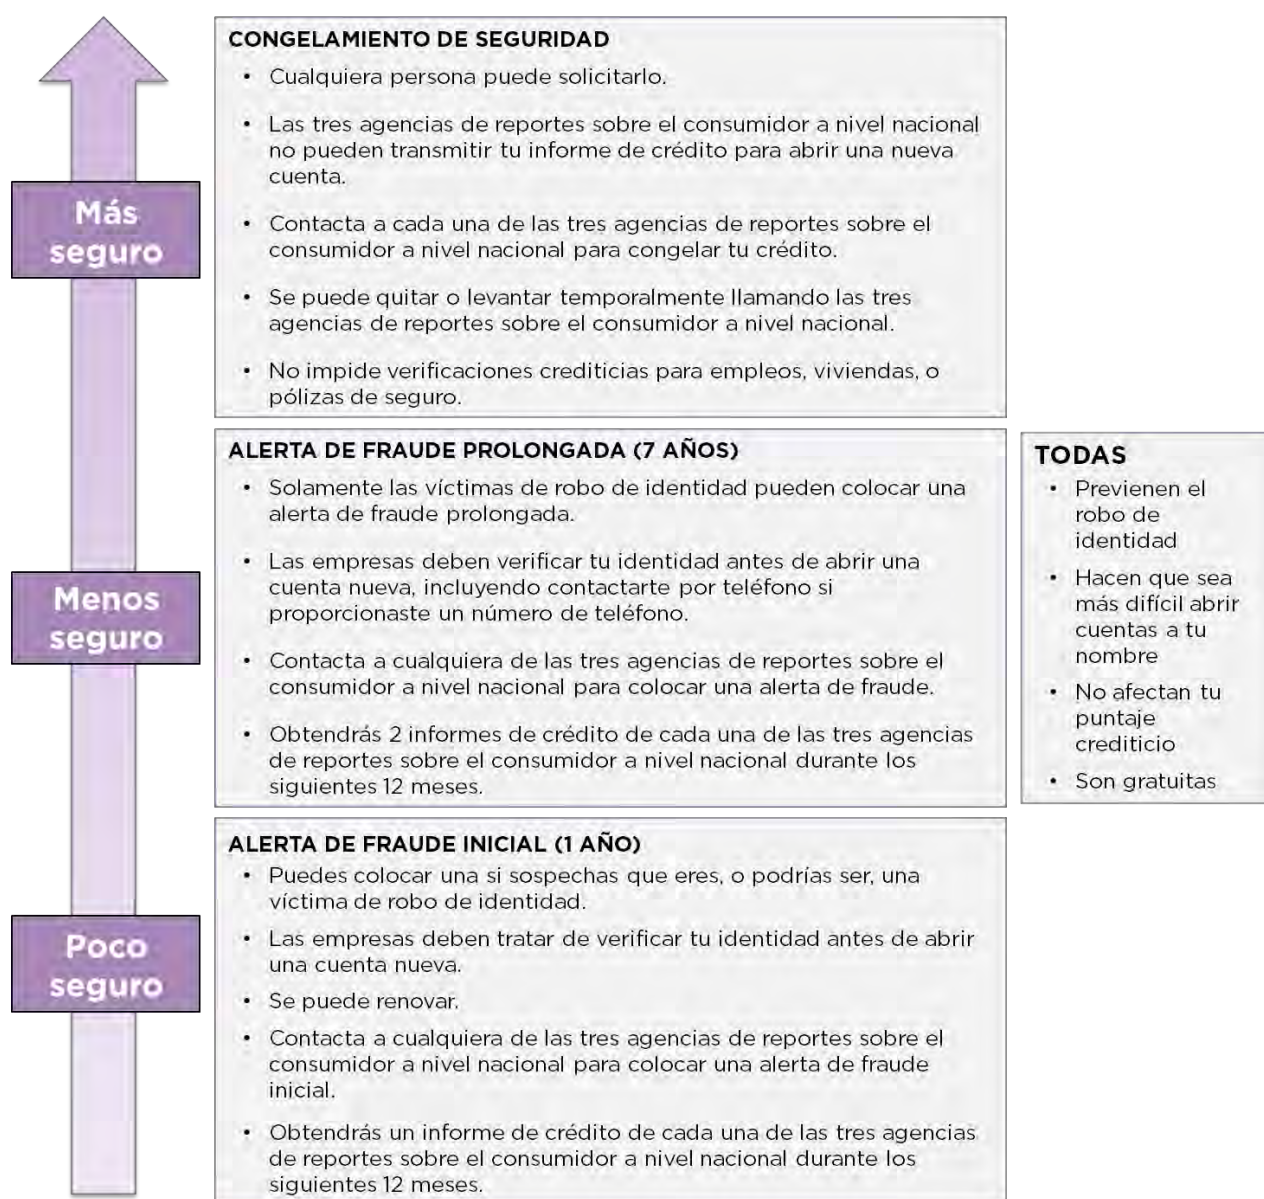 Más
seguro
CONGELAMIENTO DE SEGURIDAD
• Cualquiera persona puede solicitarlo.
• Las tres agencias de reportes sobre el consumidor a nivel nacional
no pueden transmitir tu informe de crédito para abrir una nueva
cuenta.
• Contacta a cada una de las tres agencias de reportes sobre el
consumidor a nivel nacional para congelar tu crédito.
• Se puede quitar o levantar temporalmente llamando las tres
agencias de reportes sobre el consumidor a nivel nacional.
• No impide verificaciones crediticias para empleos, viviendas, o
pólizas de seguro.
Menos
seguro
ALERTA DE FRAUDE PROLONGADA (7 AÑOS)
• Solamente las víctimas de robo de identidad pueden colocar una
alerta de fraude prolongada.
• Las empresas deben verificar tu identidad antes de abrir una
cuenta nueva, incluyendo contactarte por teléfono si
proporcionaste un número de teléfono.
• Contacta a cualquiera de las tres agencias de reportes sobre el
consumidor a nivel nacional para colocar una alerta de fraude.
• Obtendrás 2 informes de crédito de cada una de las tres agencias
de reportes sobre el consumidor a nivel nacional durante los
siguientes 12 meses.
TODAS
• Previenen el
robo de
identidad
• Hacen que sea
más difícil abrir
cuentas a tu
nombre
• No afectan tu
puntaje
crediticio
• Son gratuitas
Poco
seguro
ALERTA DE FRAUDE INICIAL (1 AÑO)
• Puedes colocar una si sospechas que eres, o podrías ser, una
víctima de robo de identidad.
• Las empresas deben tratar de verificar tu identidad antes de abrir
una cuenta nueva.
• Se puede renovar.
• Contacta a cualquiera de las tres agencias de reportes sobre el
consumidor a nivel nacional para colocar una alerta de fraude
inicial.
• Obtendrás un informe de crédito de cada una de las tres agencias
de reportes sobre el consumidor a nivel nacional durante los
siguientes 12 meses.